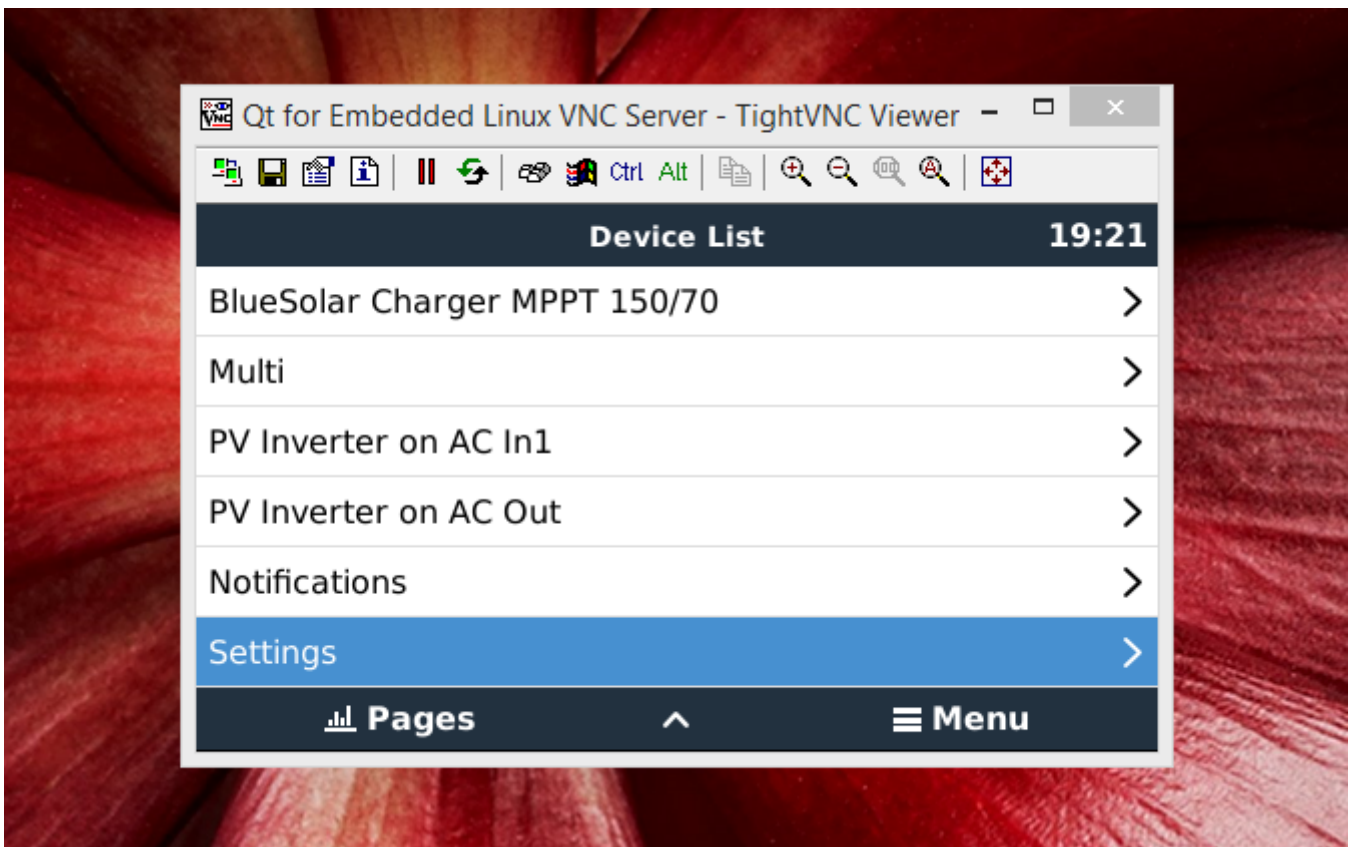 Qt for Embedded Linux VNC Server - TightVNC Viewer
Ctrl Alt
Device List 19:21
BlueSolar Charger MPPT 150/70
Multi
PV Inverter on AC In1
PV Inverter on AC Out
Notifications
Settings
Pages Menu